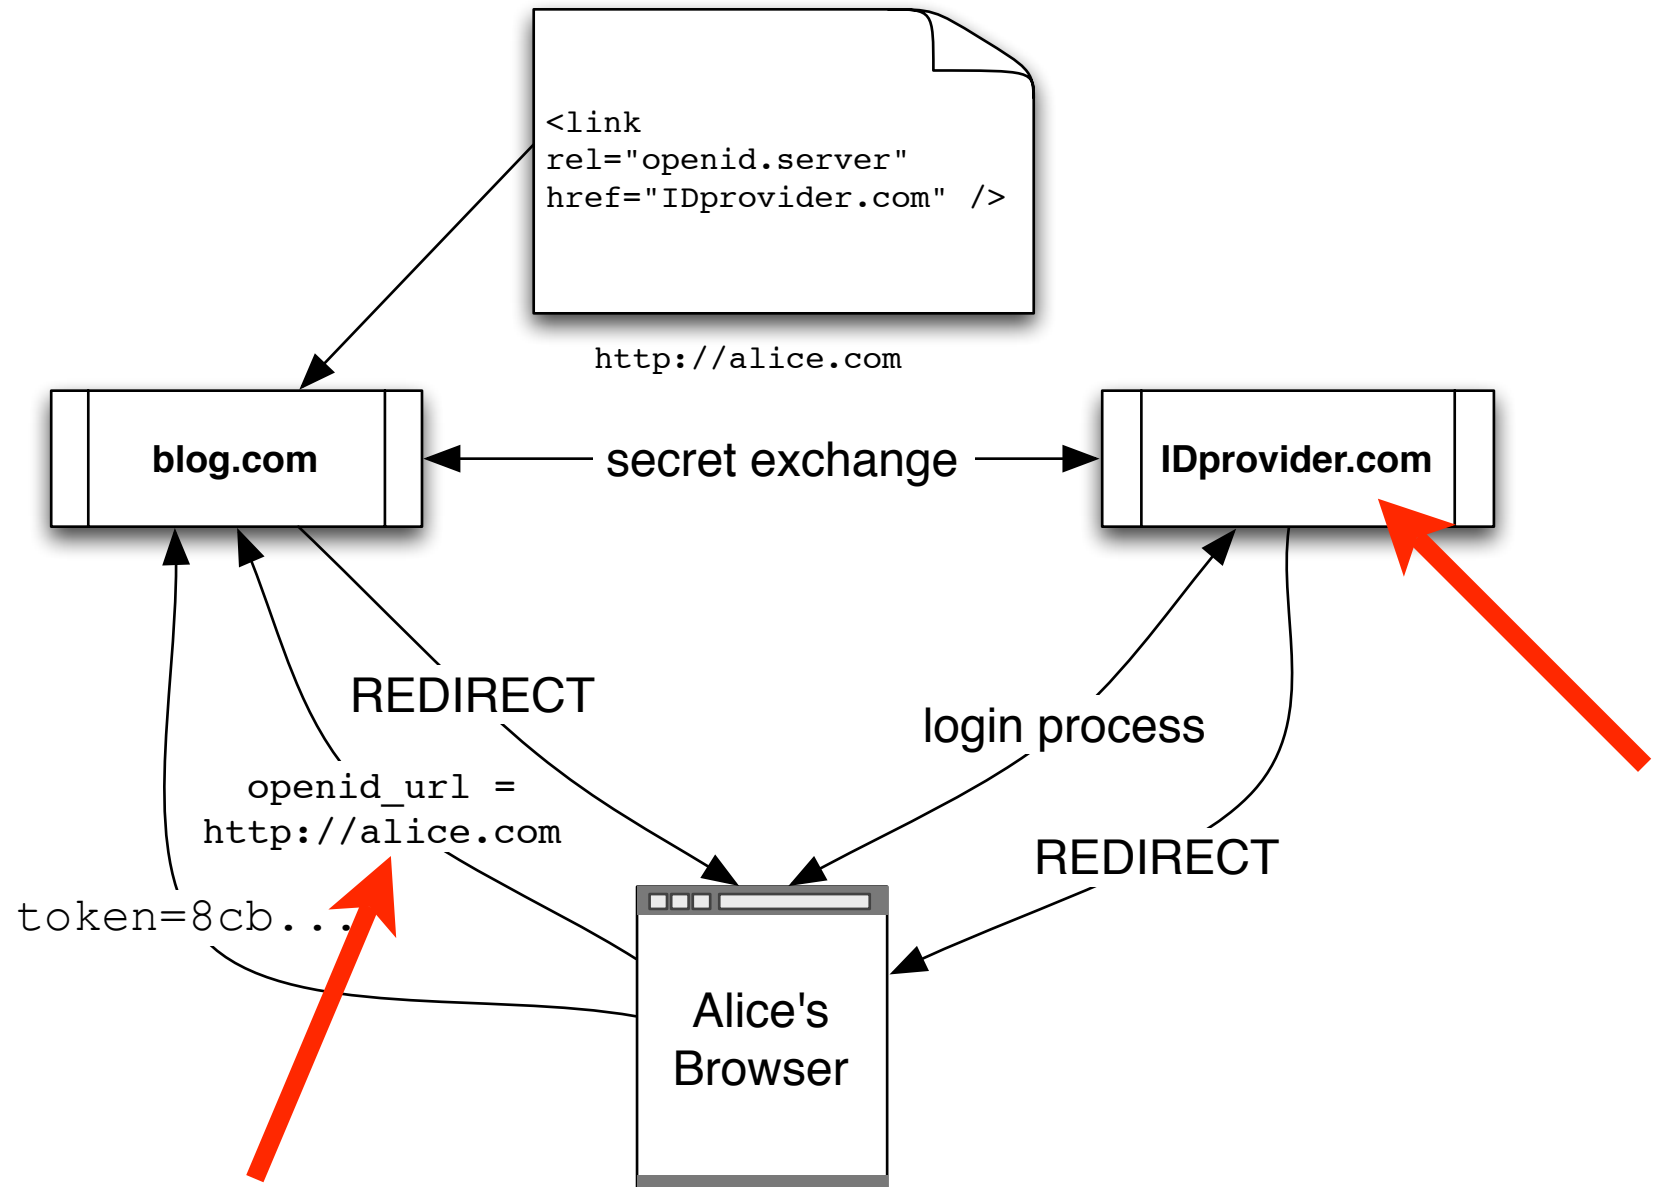 <link
rel="openid.server"
href="IDprovider.com" />
http://alice.com
blog.com
secret exchange
IDprovider.com
REDIRECT
login process
openid_url =
http://alice.com
REDIRECT
token=8cb...
Alice's
Browser